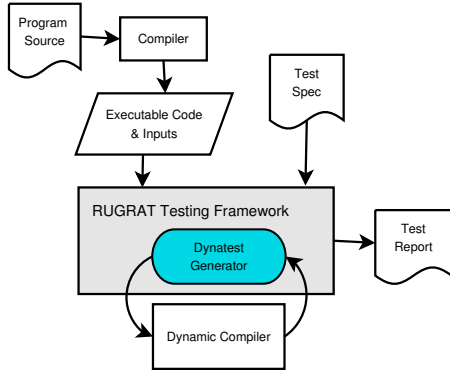 Program
Source
Compiler
Executable Code
& Inputs
Test
Spec
RUGRAT Testing Framework
Dynatest
Generator
Test
Report
Dynamic Compiler